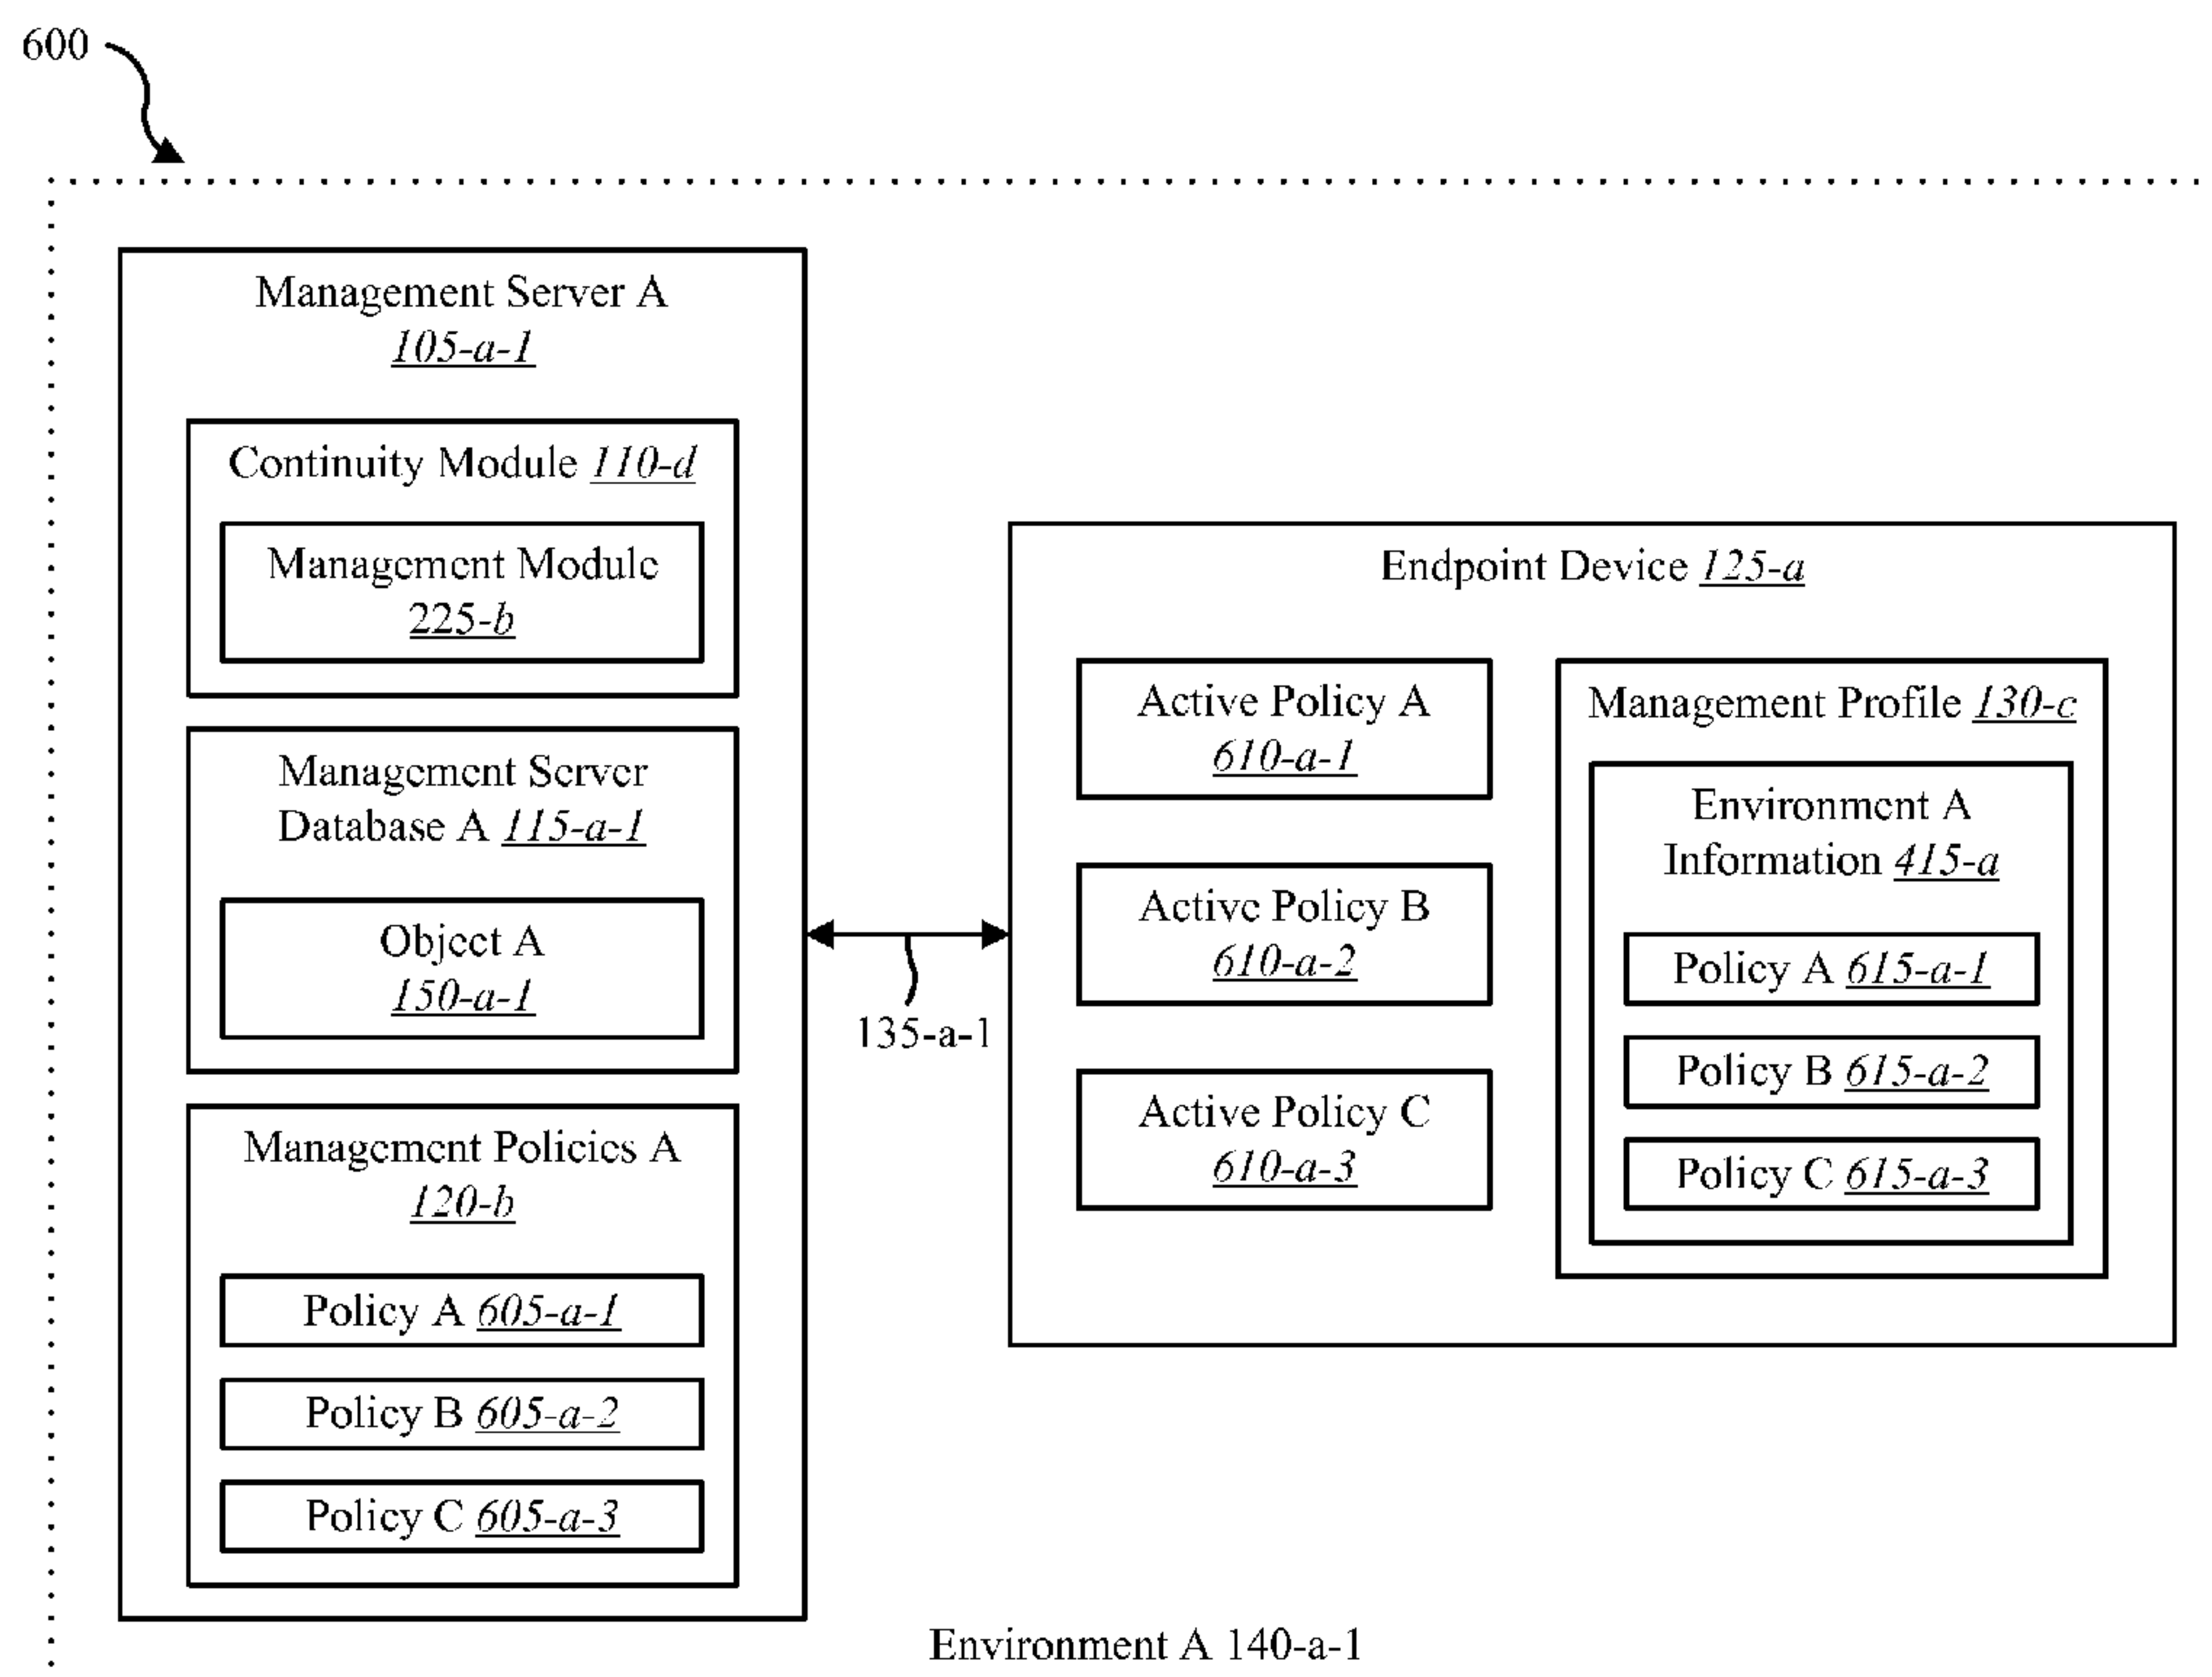 600
Management Server A
105-a-1
Continuity Module 110-d
Management Module
225-b
Management Server
Database A 115-a-1
Object A
150-a-1
Management Policies A
120-b
Policy A 605-a-1
Policy B 605-a-2
Policy C 605-a-3
135-a-1
Endpoint Device 125-a
Active Policy A
610-a-1
Active Policy B
610-a-2
Active Policy C
610-a-3
Management Profile 130-c
Environment A
Information 415-a
Policy A 615-a-1
Policy B 615-a-2
Policy C 615-a-3
Environment A 140-a-1